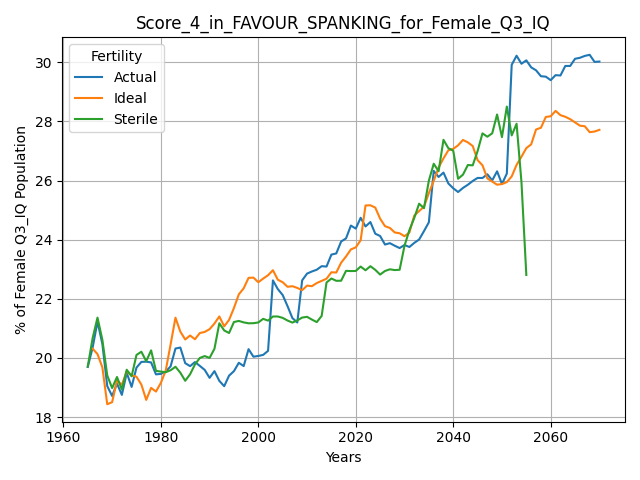 Score_4_in_FAVOUR_SPANKING_for_Female_Q3_IQ
Fertility
Actual
Ideal
Sterile
% of Female Q3_IQ Population
30
28
26
24
22
20
18
1960
1980
2000
2020
2040
2060
Years